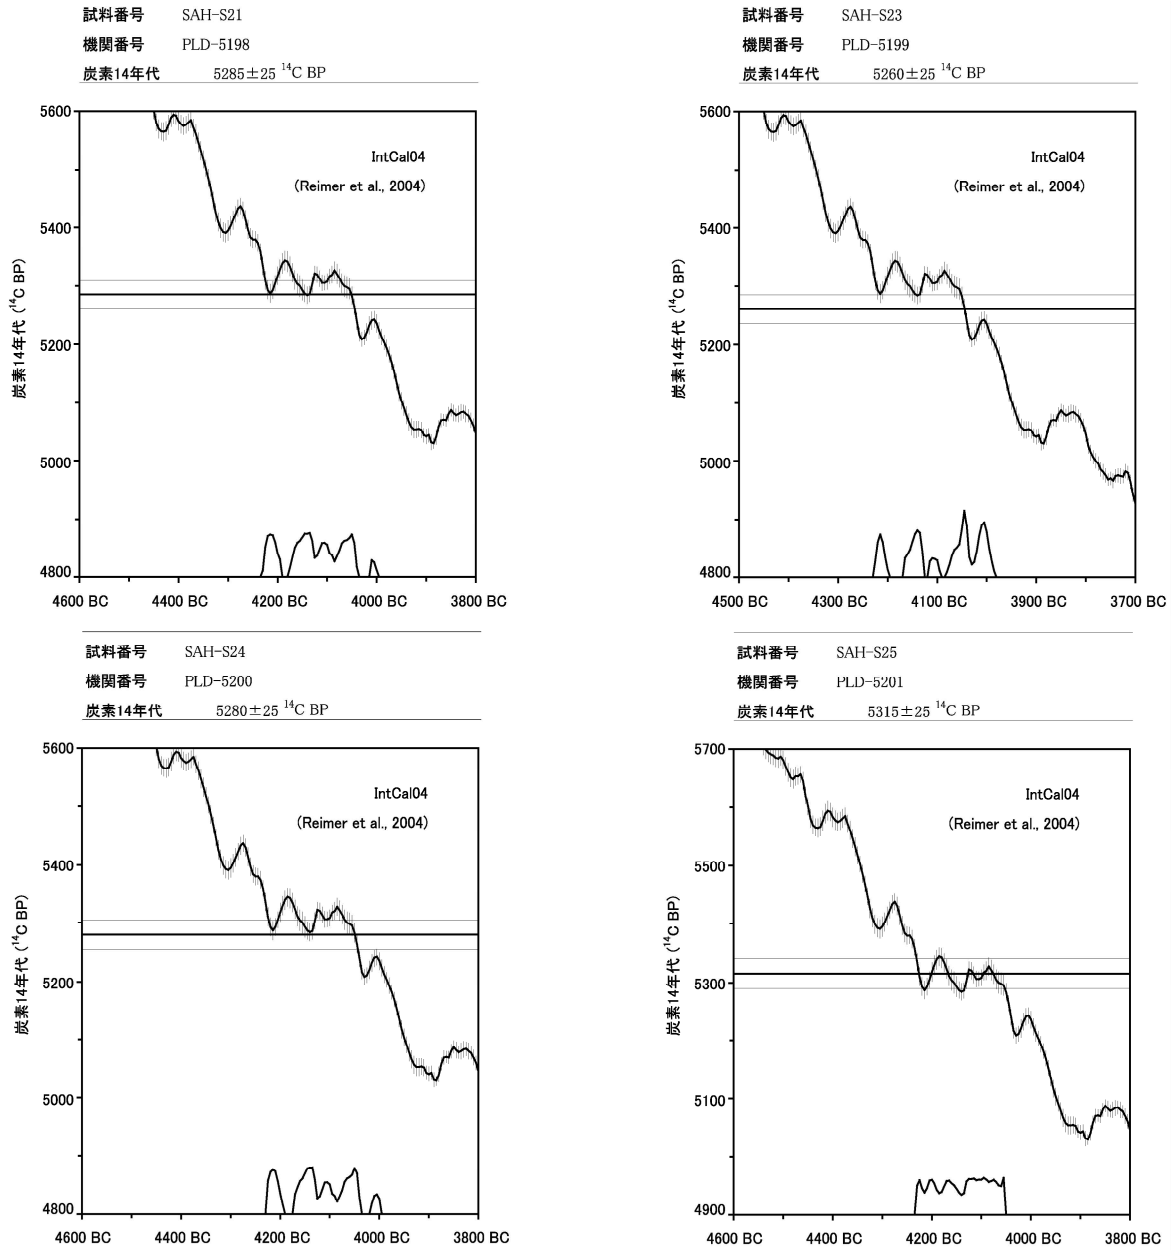 試料番号 SAH-S21
機関番号 PLD-5198
炭素14年代 5285±25 ¹⁴C BP
5600
5400
5200
5000
4800
炭素14年代 (¹⁴C BP)
IntCal04
(Reimer et al., 2004)
4600 BC 4400 BC 4200 BC 4000 BC 3800 BC
試料番号 SAH-S23
機関番号 PLD-5199
炭素14年代 5260±25 ¹⁴C BP
5600
5400
5200
5000
4800
炭素14年代 (¹⁴C BP)
IntCal04
(Reimer et al., 2004)
4500 BC 4300 BC 4100 BC 3900 BC 3700 BC
試料番号 SAH-S24
機関番号 PLD-5200
炭素14年代 5280±25 ¹⁴C BP
5600
5400
5200
5000
4800
炭素14年代 (¹⁴C BP)
IntCal04
(Reimer et al., 2004)
4600 BC 4400 BC 4200 BC 4000 BC 3800 BC
試料番号 SAH-S25
機関番号 PLD-5201
炭素14年代 5315±25 ¹⁴C BP
5700
5500
5300
5100
4900
炭素14年代 (¹⁴C BP)
IntCal04
(Reimer et al., 2004)
4600 BC 4400 BC 4200 BC 4000 BC 3800 BC